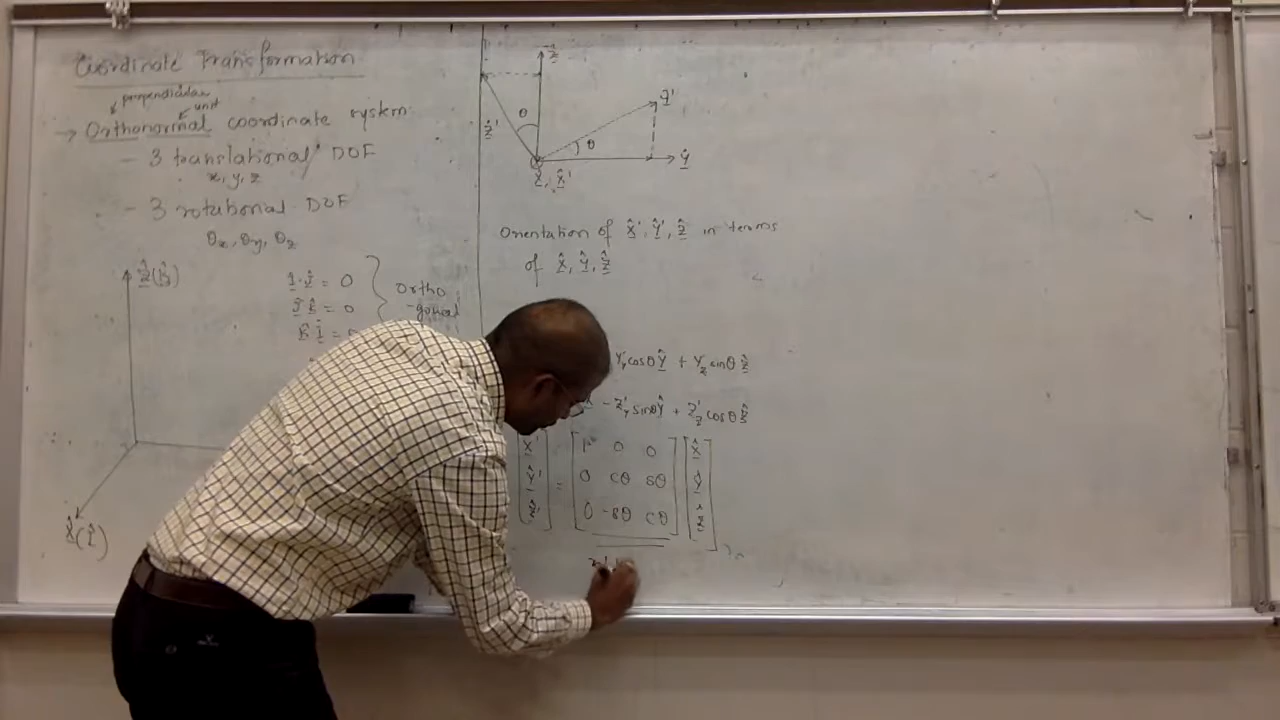 Coordinate Transformation
perpendicular
unit
→ Orthonormal coordinate system
- 3 translational DOF
x, y, z
- 3 rotational DOF
θx, θy, θz
Ẑ(k̂)
î·ĵ = 0
ĵ·k̂ = 0
k̂·î = 0
Ortho
-gonal
X̂(î)
Ẑ
Ẑ'
θ
Ŷ'
θ
Ŷ
X̂, X̂'
Orientation of X̂', Ŷ', Ẑ in terms
of X̂, Ŷ, Ẑ
Y'y cosθ Ŷ + Y'z sinθ Ẑ
- Z'y sinθ Ŷ + Z'z cosθ Ẑ
X̂' 1 0 0 X̂
Ŷ' = 0 cθ sθ Ŷ
Ẑ' 0 -sθ cθ Ẑ